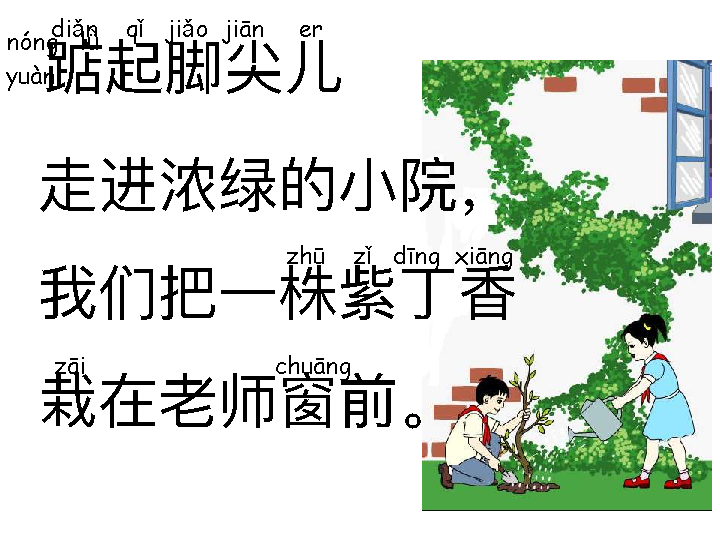 diǎn qǐ jiǎo jiān er
nóng lǜ
yuàn
踮起脚尖儿
走进浓绿的小院，
zhū zǐ dīng xiāng
我们把一株紫丁香
zāi chuāng
栽在老师窗前。